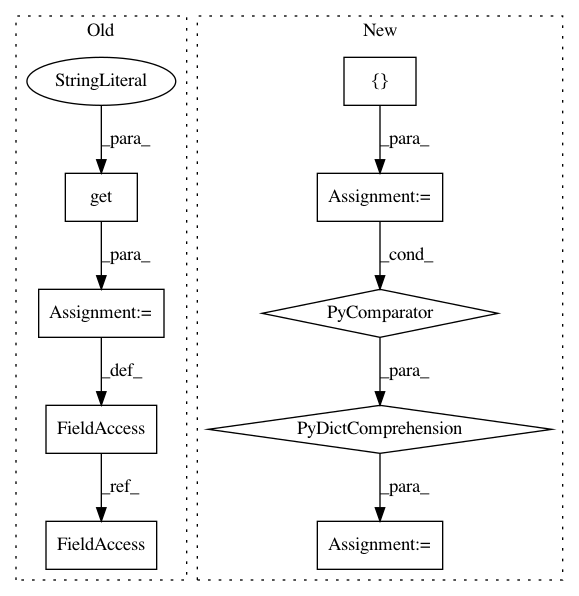 Old
StringLiteral
_para_
get
_para_
Assignment:=
_def_
FieldAccess
_ref_
FieldAccess
New
{}
_para_
Assignment:=
_cond_
PyComparator
_para_
PyDictComprehension
_para_
Assignment:=